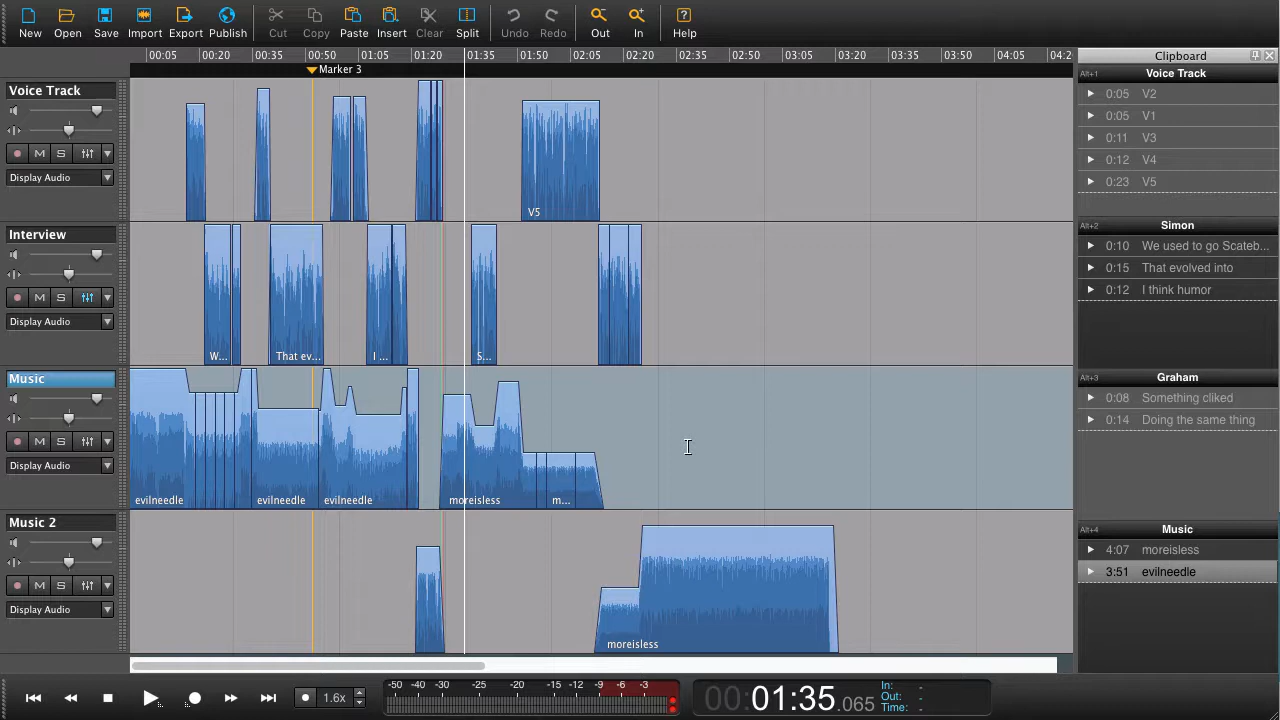 New Open Save Import Export Publish Cut Copy Paste Insert Clear Split Undo Redo Out In Help
00:05 00:20 00:35 00:50 01:05 01:20 01:35 01:50 02:05 02:20 02:35 02:50 03:05 03:20 03:35 03:50 04:05 04:2
Marker 3
Voice Track
M S
Display Audio
V5
Interview
M S
Display Audio
W... That ev... I ... S...
Music
M S
Display Audio
evilneedle evilneedle evilneedle moreisless m...
Music 2
M S
Display Audio
moreisless
Clipboard
Alt+1 Voice Track
0:05 V2
0:05 V1
0:11 V3
0:12 V4
0:23 V5
Alt+2 Simon
0:10 We used to go Scateb...
0:15 That evolved into
0:12 I think humor
Alt+3 Graham
0:08 Something cliked
0:14 Doing the same thing
Alt+4 Music
4:07 moreisless
3:51 evilneedle
1.6x
-50 -40 -30 -25 -20 -15 -12 -9 -6 -3
00:01:35.065
In: -
Out: -
Time: -